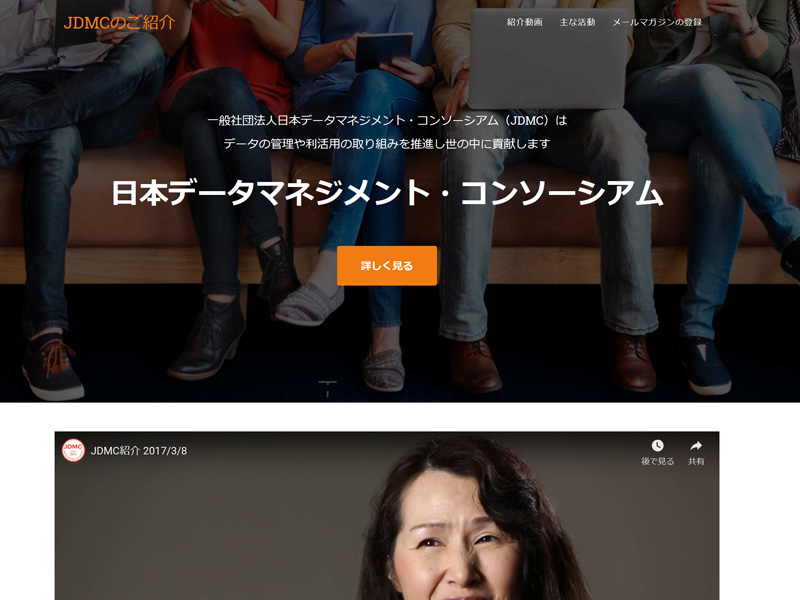 JDMCのご紹介
紹介動画 主な活動 メールマガジンの登録
一般社団法人日本データマネジメント・コンソーシアム（JDMC）は
データの管理や利活用の取り組みを推進し世の中に貢献します
日本データマネジメント・コンソーシアム
詳しく見る
JDMC
JDMC紹介 2017/3/8
後で見る 共有